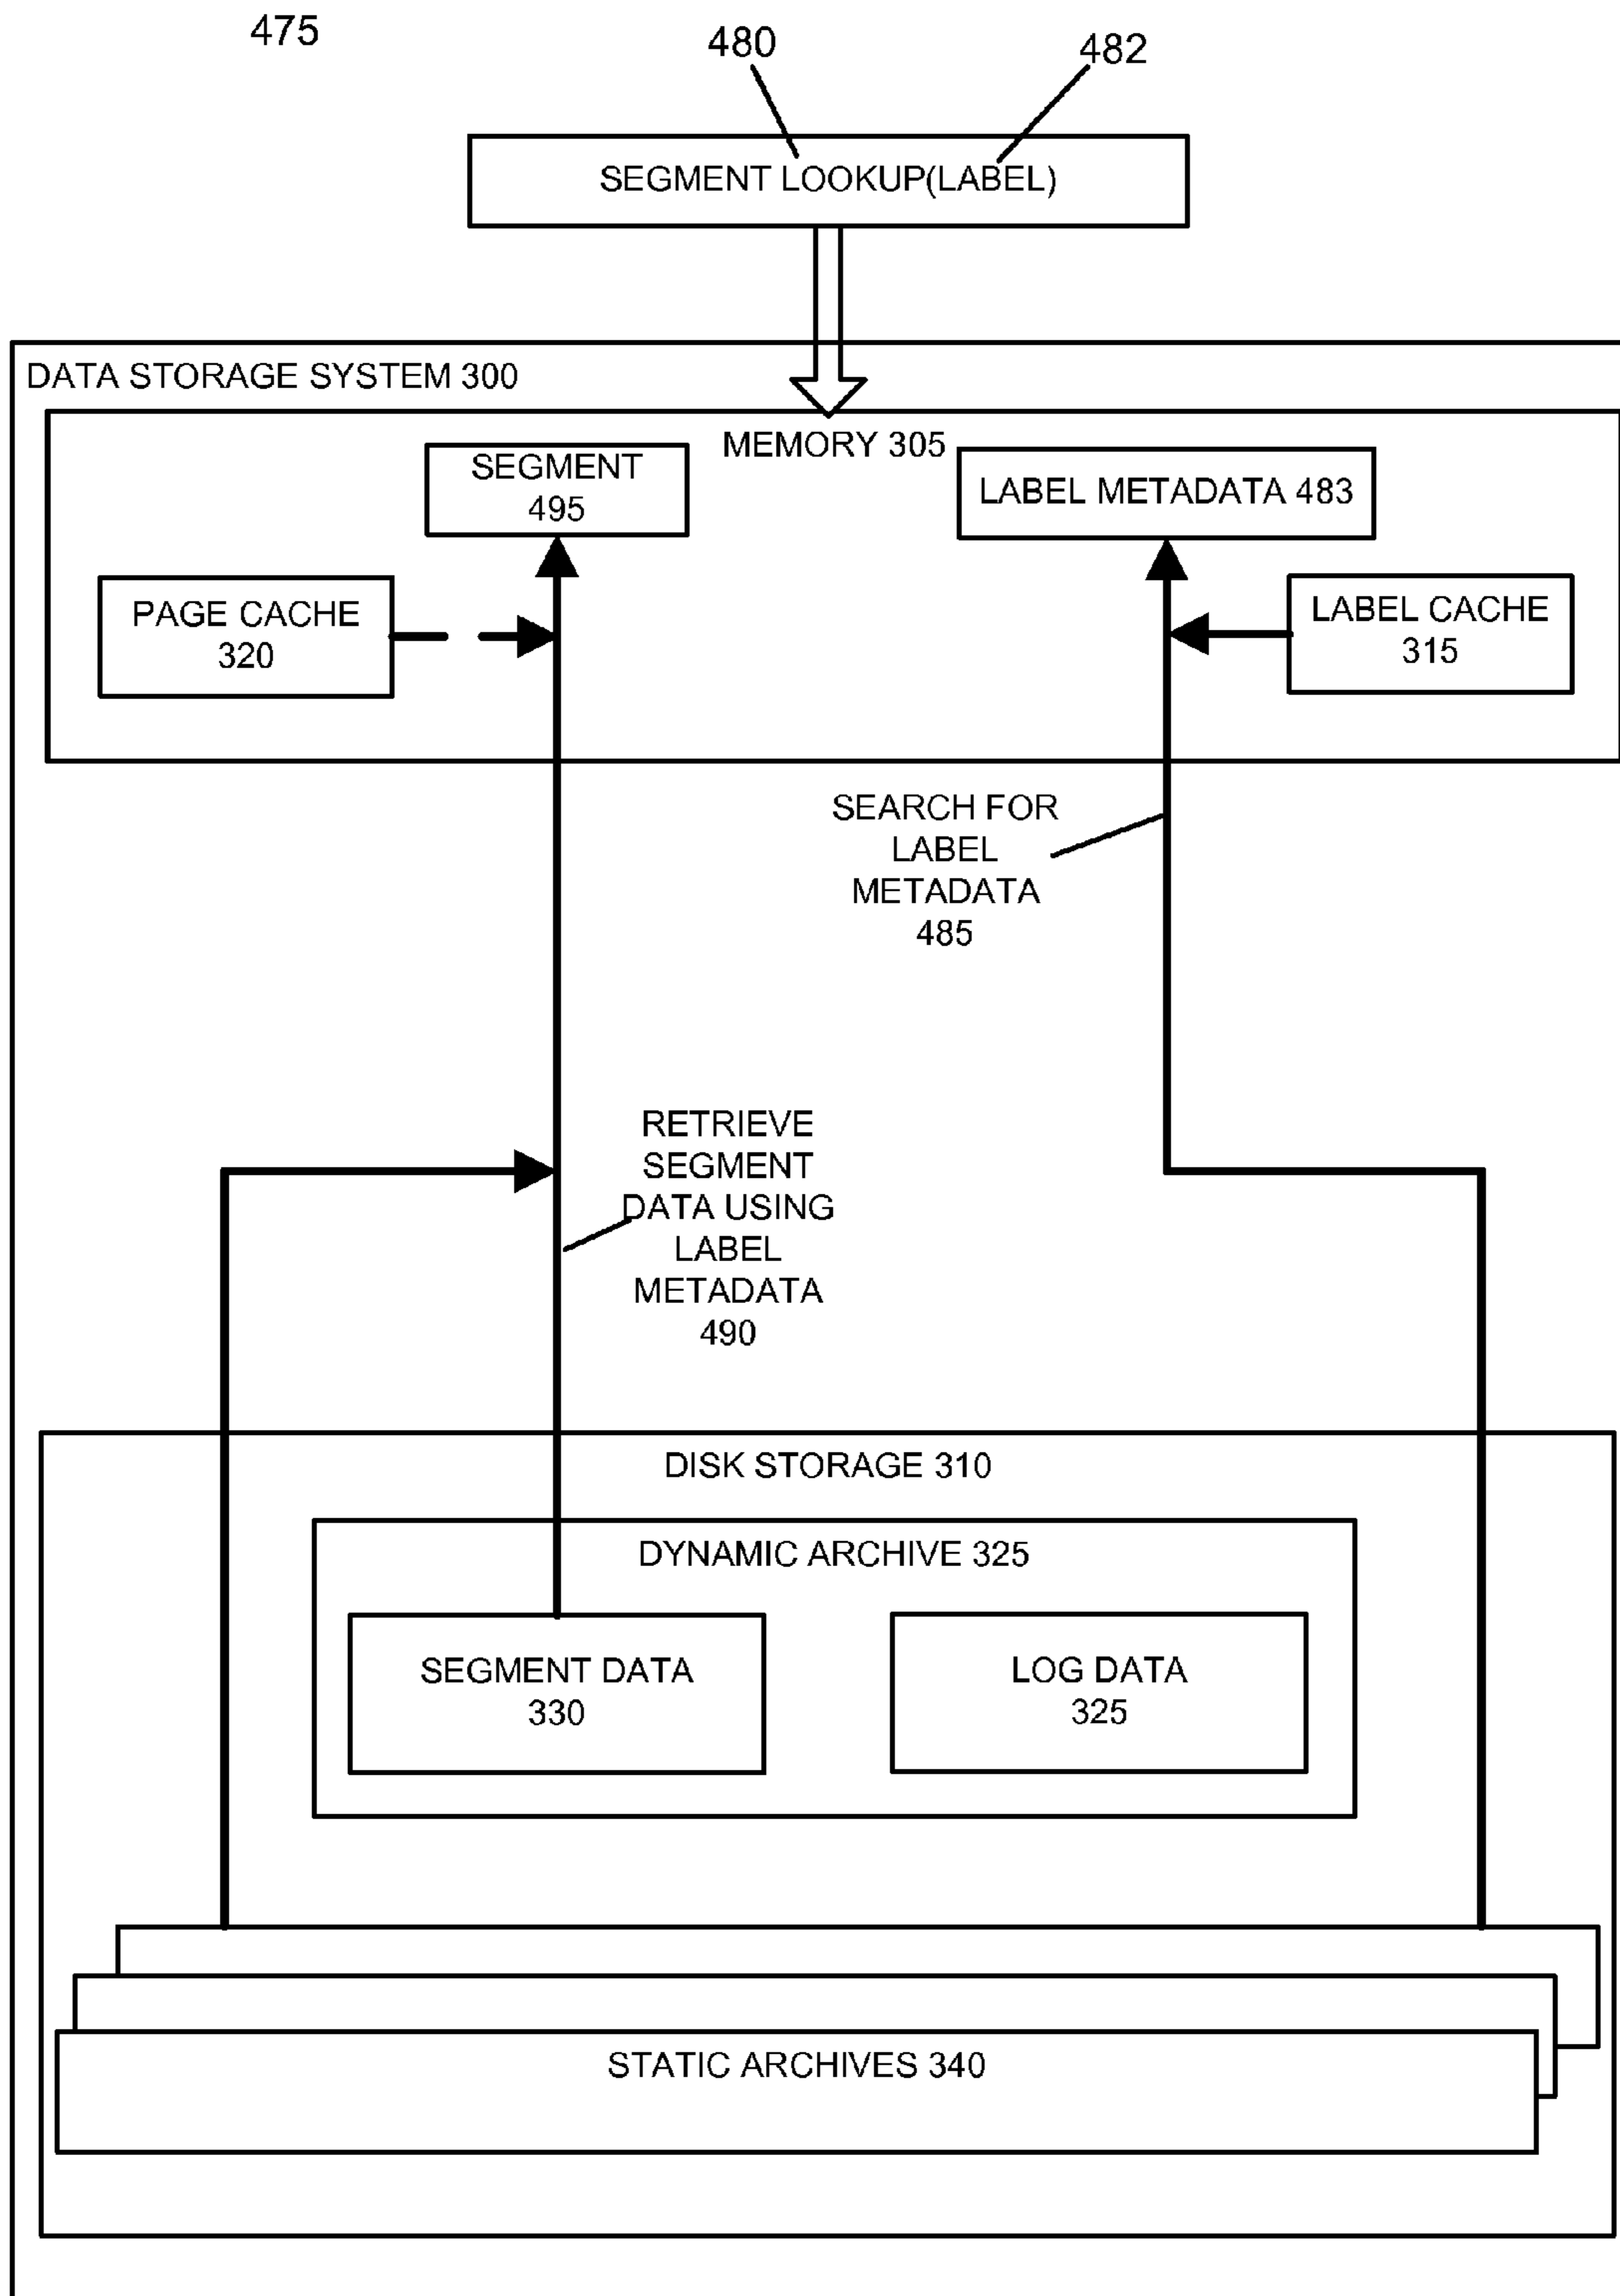 475
480
482
SEGMENT LOOKUP(LABEL)
DATA STORAGE SYSTEM 300
MEMORY 305
SEGMENT
495
LABEL METADATA 483
PAGE CACHE
320
LABEL CACHE
315
SEARCH FOR
LABEL
METADATA
485
RETRIEVE
SEGMENT
DATA USING
LABEL
METADATA
490
DISK STORAGE 310
DYNAMIC ARCHIVE 325
SEGMENT DATA
330
LOG DATA
325
STATIC ARCHIVES 340